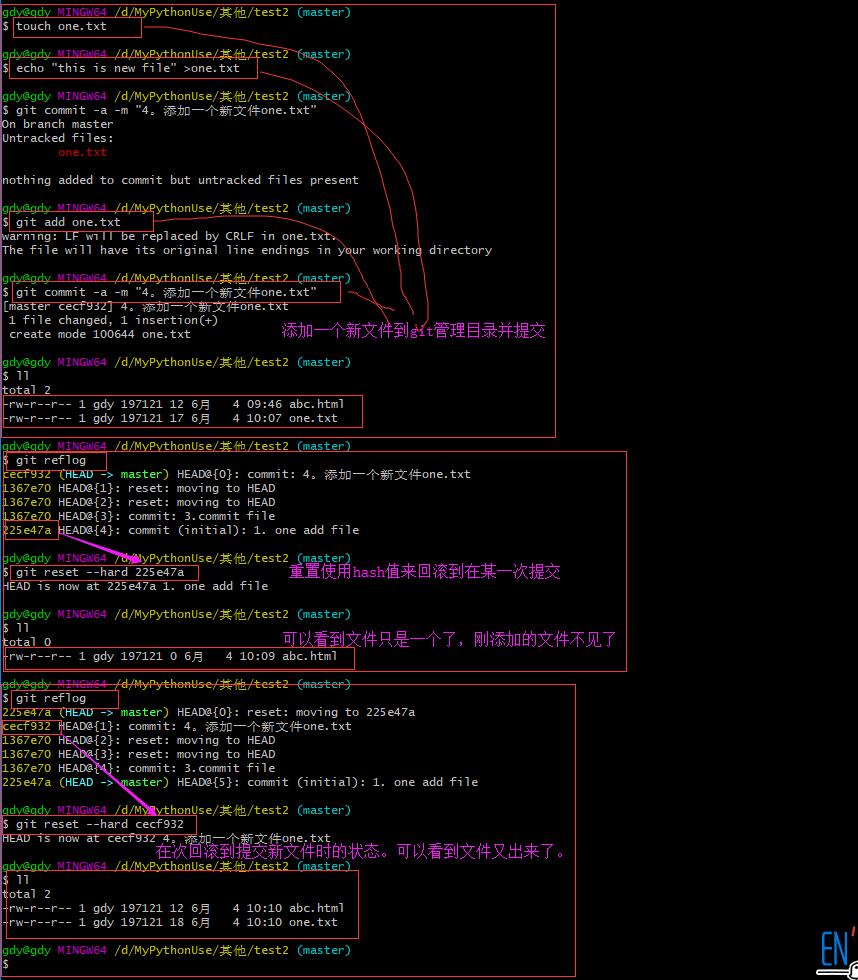 gdy@gdy MINGW64 /d/MyPythonUse/其他/test2 (master)
$ touch one.txt
gdy@gdy MINGW64 /d/MyPythonUse/其他/test2 (master)
$ echo "this is new file" >one.txt
gdy@gdy MINGW64 /d/MyPythonUse/其他/test2 (master)
$ git commit -a -m "4。添加一个新文件one.txt"
On branch master
Untracked files:
one.txt
nothing added to commit but untracked files present
gdy@gdy MINGW64 /d/MyPythonUse/其他/test2 (master)
$ git add one.txt
warning: LF will be replaced by CRLF in one.txt.
The file will have its original line endings in your working directory
gdy@gdy MINGW64 /d/MyPythonUse/其他/test2 (master)
$ git commit -a -m "4。添加一个新文件one.txt"
[master cecf932] 4。添加一个新文件one.txt
1 file changed, 1 insertion(+)
create mode 100644 one.txt
添加一个新文件到git管理目录并提交
gdy@gdy MINGW64 /d/MyPythonUse/其他/test2 (master)
$ ll
total 2
-rw-r--r-- 1 gdy 197121 12 6月 4 09:46 abc.html
-rw-r--r-- 1 gdy 197121 17 6月 4 10:07 one.txt
gdy@gdy MINGW64 /d/MyPythonUse/其他/test2 (master)
$ git reflog
cecf932 (HEAD -> master) HEAD@{0}: commit: 4。添加一个新文件one.txt
1367e70 HEAD@{1}: reset: moving to HEAD
1367e70 HEAD@{2}: reset: moving to HEAD
1367e70 HEAD@{3}: commit: 3.commit file
225e47a HEAD@{4}: commit (initial): 1. one add file
gdy@gdy MINGW64 /d/MyPythonUse/其他/test2 (master)
$ git reset --hard 225e47a
重置使用hash值来回滚到在某一次提交
HEAD is now at 225e47a 1. one add file
gdy@gdy MINGW64 /d/MyPythonUse/其他/test2 (master)
$ ll
total 0
可以看到文件只是一个了，刚添加的文件不见了
-rw-r--r-- 1 gdy 197121 0 6月 4 10:09 abc.html
gdy@gdy MINGW64 /d/MyPythonUse/其他/test2 (master)
$ git reflog
225e47a (HEAD -> master) HEAD@{0}: reset: moving to 225e47a
cecf932 HEAD@{1}: commit: 4。添加一个新文件one.txt
1367e70 HEAD@{2}: reset: moving to HEAD
1367e70 HEAD@{3}: reset: moving to HEAD
1367e70 HEAD@{4}: commit: 3.commit file
225e47a (HEAD -> master) HEAD@{5}: commit (initial): 1. one add file
gdy@gdy MINGW64 /d/MyPythonUse/其他/test2 (master)
$ git reset --hard cecf932
HEAD is now at cecf932 4。添加一个新文件one.txt
在次回滚到提交新文件时的状态。可以看到文件又出来了。
gdy@gdy MINGW64 /d/MyPythonUse/其他/test2 (master)
$ ll
total 2
-rw-r--r-- 1 gdy 197121 12 6月 4 10:10 abc.html
-rw-r--r-- 1 gdy 197121 18 6月 4 10:10 one.txt
gdy@gdy MINGW64 /d/MyPythonUse/其他/test2 (master)
$
EN